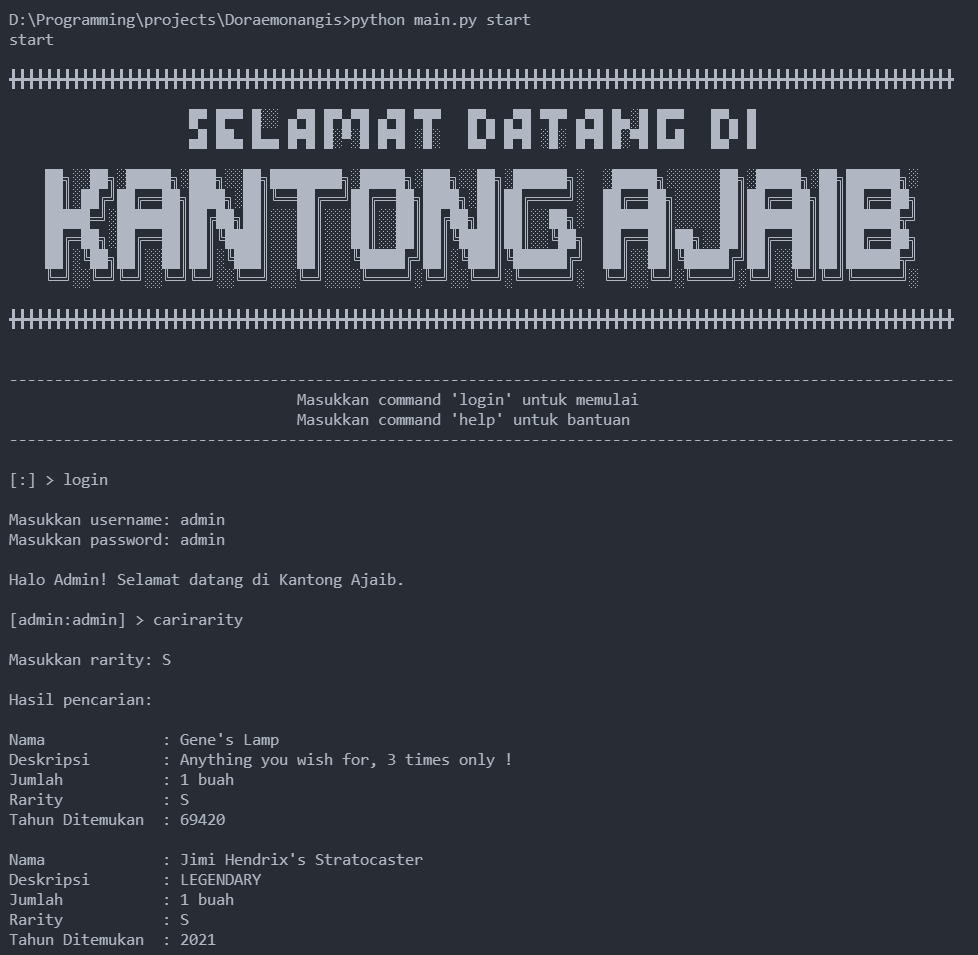 D:\Programming\projects\Doraemonangis>python main.py start
start
SELAMAT DATANG DI
KANTONG AJAIB
Masukkan command 'login' untuk memulai
Masukkan command 'help' untuk bantuan
[:] > login
Masukkan username: admin
Masukkan password: admin
Halo Admin! Selamat datang di Kantong Ajaib.
[admin:admin] > carirarity
Masukkan rarity: S
Hasil pencarian:
Nama : Gene's Lamp
Deskripsi : Anything you wish for, 3 times only !
Jumlah : 1 buah
Rarity : S
Tahun Ditemukan : 69420
Nama : Jimi Hendrix's Stratocaster
Deskripsi : LEGENDARY
Jumlah : 1 buah
Rarity : S
Tahun Ditemukan : 2021